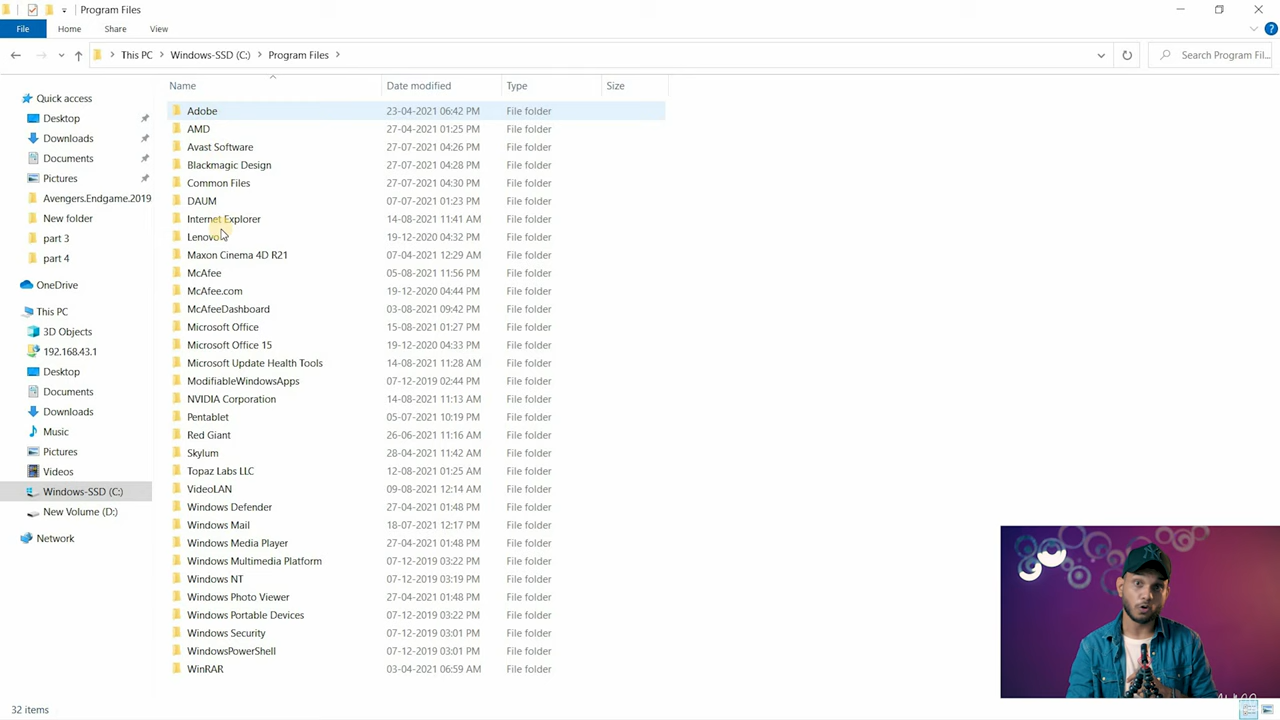 Program Files
File Home Share View
This PC Windows-SSD (C:) Program Files Search Program Fil...
Name Date modified Type Size
Quick access
Desktop
Downloads
Documents
Pictures
Avengers.Endgame.2019
New folder
part 3
part 4
OneDrive
This PC
3D Objects
192.168.43.1
Desktop
Documents
Downloads
Music
Pictures
Videos
Windows-SSD (C:)
New Volume (D:)
Network
Adobe 23-04-2021 06:42 PM File folder
AMD 27-04-2021 01:25 PM File folder
Avast Software 27-07-2021 04:26 PM File folder
Blackmagic Design 27-07-2021 04:28 PM File folder
Common Files 27-07-2021 04:30 PM File folder
DAUM 07-07-2021 01:23 PM File folder
Internet Explorer 14-08-2021 11:41 AM File folder
Lenovo 19-12-2020 04:32 PM File folder
Maxon Cinema 4D R21 07-04-2021 12:29 AM File folder
McAfee 05-08-2021 11:56 PM File folder
McAfee.com 19-12-2020 04:44 PM File folder
McAfeeDashboard 03-08-2021 09:42 PM File folder
Microsoft Office 15-08-2021 01:27 PM File folder
Microsoft Office 15 19-12-2020 04:33 PM File folder
Microsoft Update Health Tools 14-08-2021 11:28 AM File folder
ModifiableWindowsApps 07-12-2019 02:44 PM File folder
NVIDIA Corporation 14-08-2021 11:13 AM File folder
Pentablet 05-07-2021 10:19 PM File folder
Red Giant 26-06-2021 11:16 AM File folder
Skylum 28-04-2021 11:42 AM File folder
Topaz Labs LLC 12-08-2021 01:25 AM File folder
VideoLAN 09-08-2021 12:14 AM File folder
Windows Defender 27-04-2021 01:48 PM File folder
Windows Mail 18-07-2021 12:17 PM File folder
Windows Media Player 27-04-2021 01:48 PM File folder
Windows Multimedia Platform 07-12-2019 03:22 PM File folder
Windows NT 07-12-2019 03:19 PM File folder
Windows Photo Viewer 27-04-2021 01:48 PM File folder
Windows Portable Devices 07-12-2019 03:22 PM File folder
Windows Security 07-12-2019 03:01 PM File folder
WindowsPowerShell 07-12-2019 03:01 PM File folder
WinRAR 03-04-2021 06:59 AM File folder
32 items